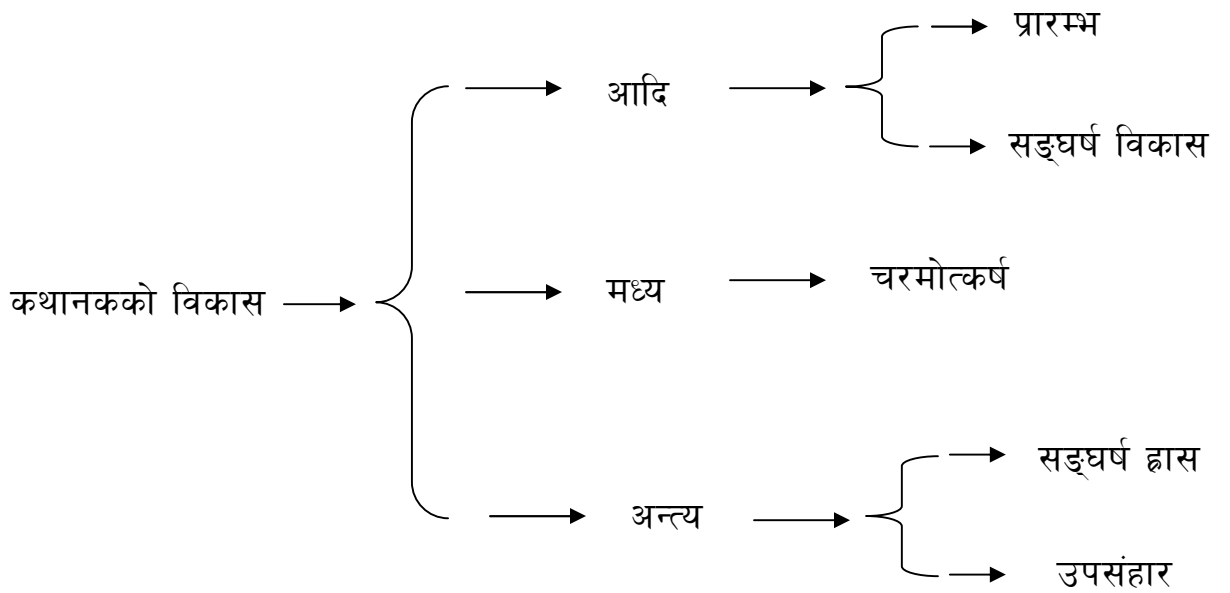 प्रारम्भ
आदि
सङ्घर्ष विकास
कथानकको विकास
मध्य
चरमोत्कर्ष
सङ्घर्ष ह्रास
अन्त्य
उपसंहार